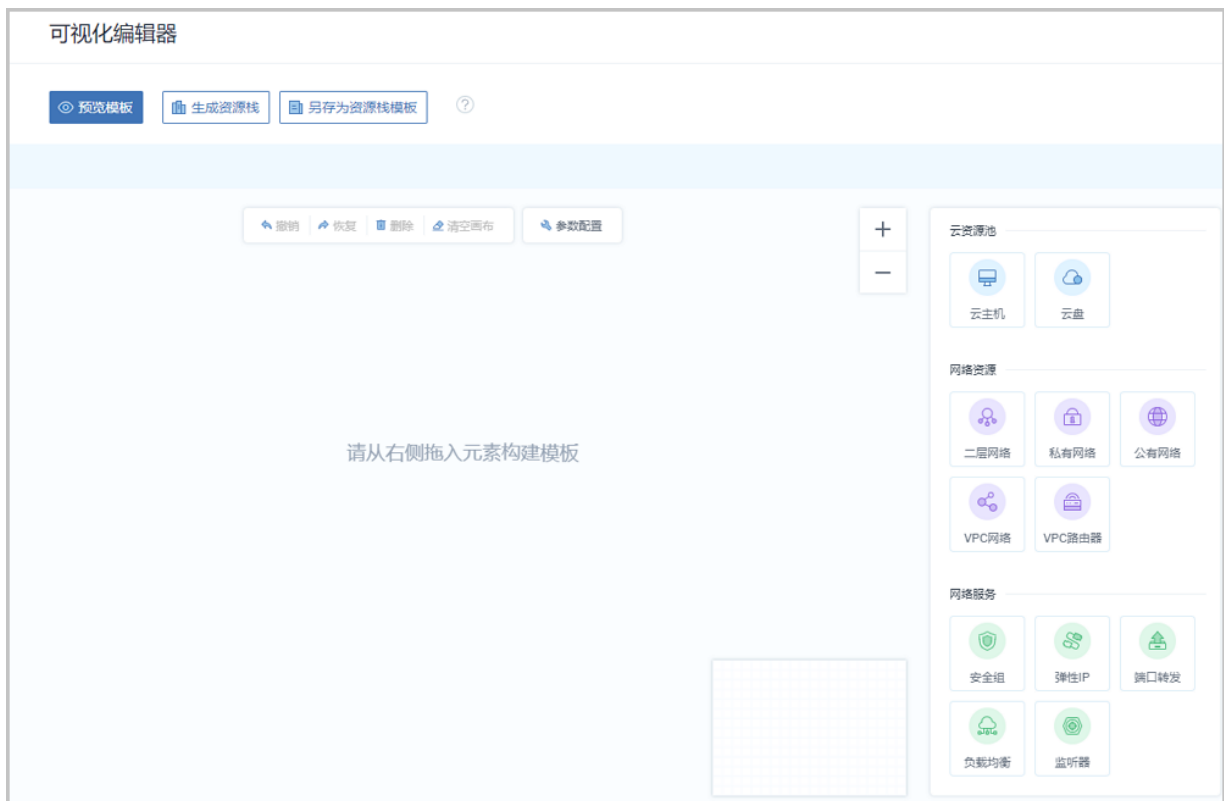 可视化编辑器
预览模板 生成资源栈 另存为资源栈模板 ?
撤销 恢复 删除 清空画布 参数配置
+
−
请从右侧拖入元素构建模板
云资源池
云主机 云盘
网络资源
二层网络 私有网络 公有网络
VPC网络 VPC路由器
网络服务
安全组 弹性IP 端口转发
负载均衡 监听器